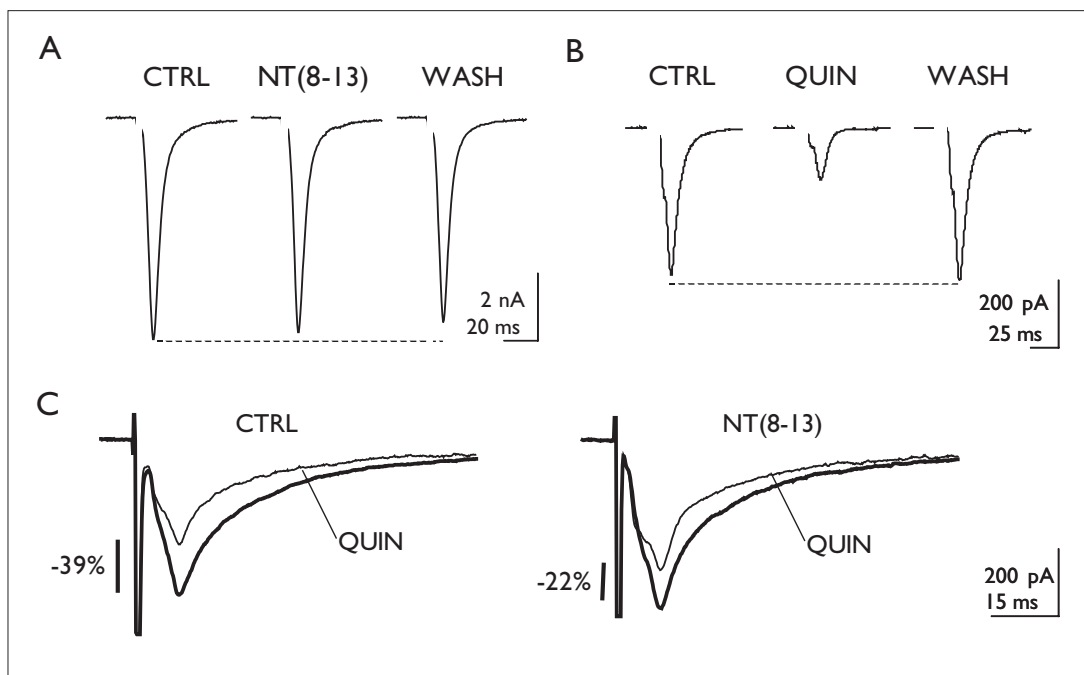 A
CTRL NT(8-13) WASH
2 nA
20 ms
B
CTRL QUIN WASH
200 pA
25 ms
C
CTRL
QUIN
-39%
NT(8-13)
QUIN
-22%
200 pA
15 ms